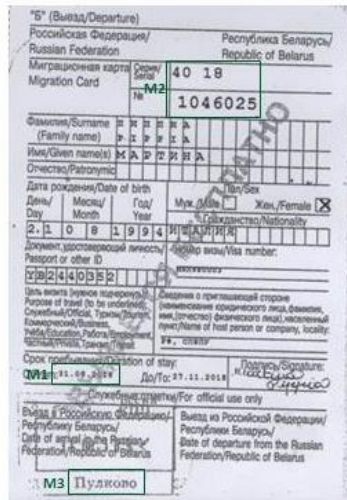 "Б" (Выезд/Departure)
Российская Федерация/ Республика Беларусь/
Russian Federation Republic of Belarus
Миграционная карта Серия/ Serial 40 18
Migration Card M2 № 1046025
Фамилия/Surname
(Family name)
Имя/Given name(s) МАРТИНА
Отчество/Patronymic
Дата рождения/Date of birth Пол/Sex
День/ Месяц/ Год/ Муж./Male Жен./Female X
Day Month Year Гражданство/Nationality
2.1 08 1994 ИТАЛИЯ
Документ, удостоверяющий личность/ Номер визы/Visa number:
Passport or other ID
YB2440352
Цель визита (нужное подчеркнуть)/ Сведения о приглашающей стороне
Purpose of travel (to be underlined): (наименование юридического лица, фамилия,
Служебный/Official, Туризм/Tourism, имя, (отчество) физического лица), населенный
Коммерческий/Business, пункт/Name of host person or company, locality:
Учёба/Education, Работа/Employment,
Частный/Private, Транзит/Transit
Срок пребывания/Duration of stay: Подпись/Signature:
M1 31.08.2018 До/To: 27.11.2018
Служебные отметки/For official use only
Въезд в Российскую Федерацию/ Выезд из Российской Федерации/
Республику Беларусь/ Республики Беларусь/
Date of arrival in the Russian Date of departure from the Russian
Federation/Republic of Belarus Federation/Republic of Belarus
M3 Пулково